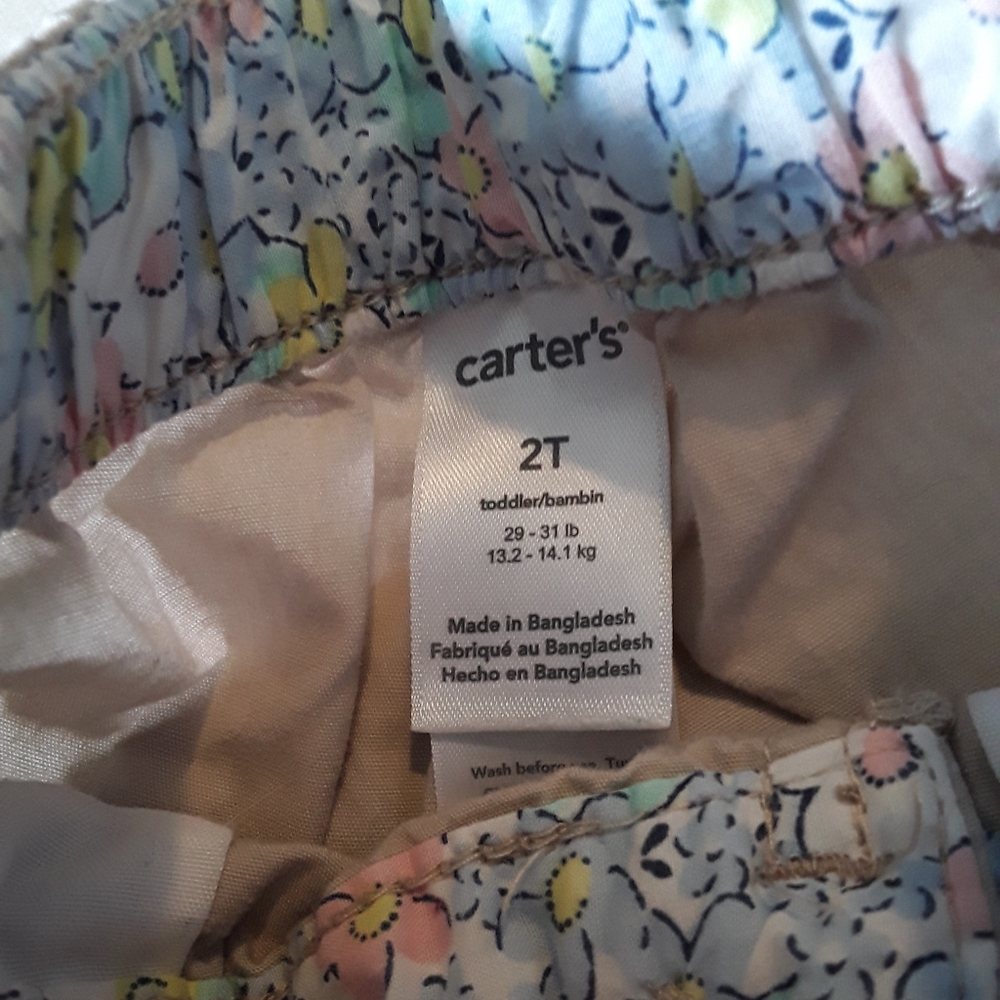 carter's®
2T
toddler/bambin
29 - 31 lb
13.2 - 14.1 kg
Made in Bangladesh
Fabriqué au Bangladesh
Hecho en Bangladesh
Wash before